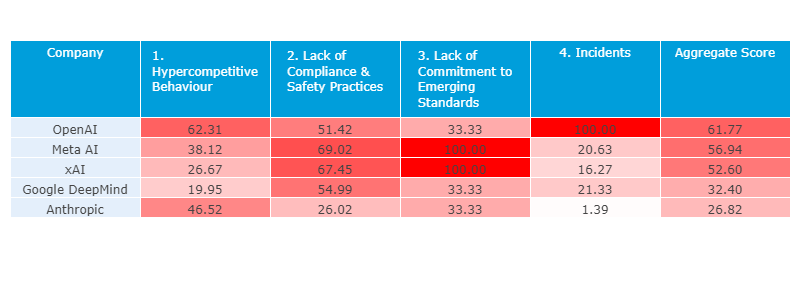 Company
1. Hypercompetitive Behaviour
2. Lack of Compliance & Safety Practices
3. Lack of Commitment to Emerging Standards
4. Incidents
Aggregate Score
OpenAI 62.31 51.42 33.33 100.00 61.77
Meta AI 38.12 69.02 100.00 20.63 56.94
xAI 26.67 67.45 100.00 16.27 52.60
Google DeepMind 19.95 54.99 33.33 21.33 32.40
Anthropic 46.52 26.02 33.33 1.39 26.82